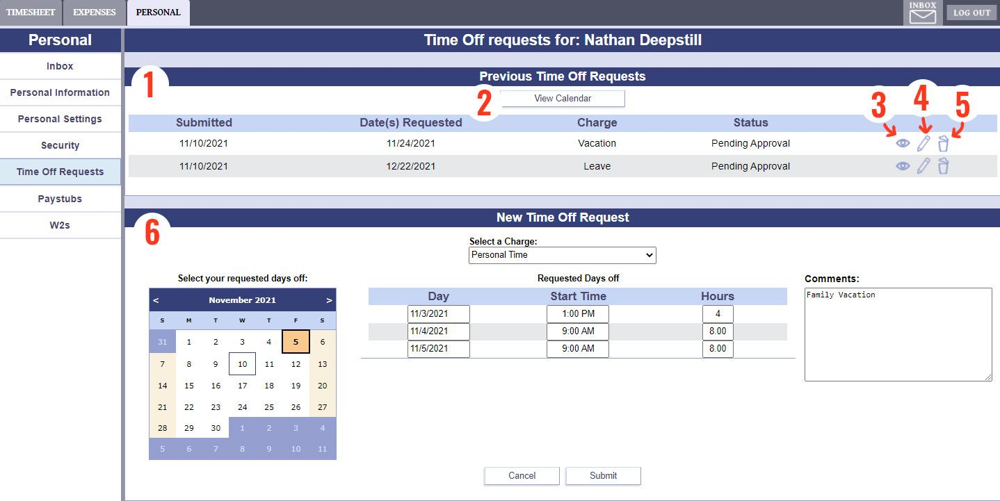 TIMESHEET EXPENSES PERSONAL INBOX LOG OUT
Personal
Inbox
Personal Information
Personal Settings
Security
Time Off Requests
Paystubs
W2s
Time Off requests for: Nathan Deepstill
1
Previous Time Off Requests
2 View Calendar 3 4 5
Submitted Date(s) Requested Charge Status
11/10/2021 11/24/2021 Vacation Pending Approval
11/10/2021 12/22/2021 Leave Pending Approval
6
New Time Off Request
Select a Charge:
Personal Time
Select your requested days off:
< November 2021 >
S M T W T F S
31 1 2 3 4 5 6
7 8 9 10 11 12 13
14 15 16 17 18 19 20
21 22 23 24 25 26 27
28 29 30 1 2 3 4
5 6 7 8 9 10 11
Requested Days off
Day Start Time Hours
11/3/2021 1:00 PM 4
11/4/2021 9:00 AM 8.00
11/5/2021 9:00 AM 8.00
Comments:
Family Vacation
Cancel Submit